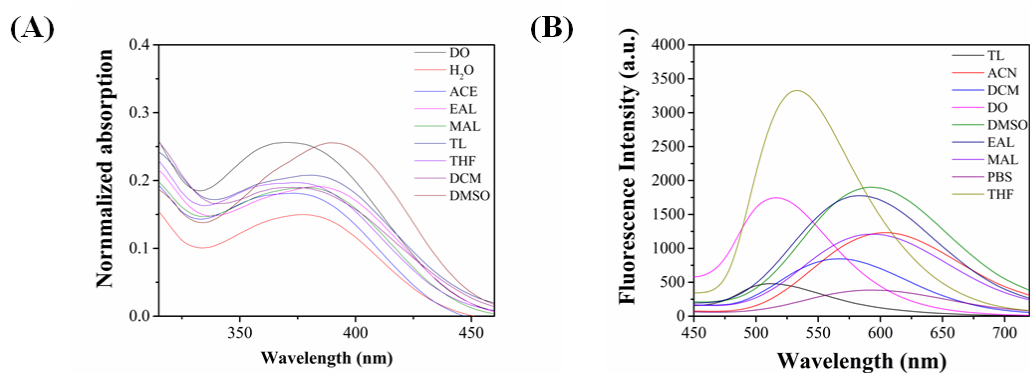 (A)
Nornmalized absorption
0.4
0.3
0.2
0.1
0.0
350
400
450
Wavelength (nm)
DO
H₂O
ACE
EAL
MAL
TL
THF
DCM
DMSO
(B)
Fluorescence Intensity (a.u.)
4000
3500
3000
2500
2000
1500
1000
500
0
450
500
550
600
650
700
Wavelength (nm)
TL
ACN
DCM
DO
DMSO
EAL
MAL
PBS
THF